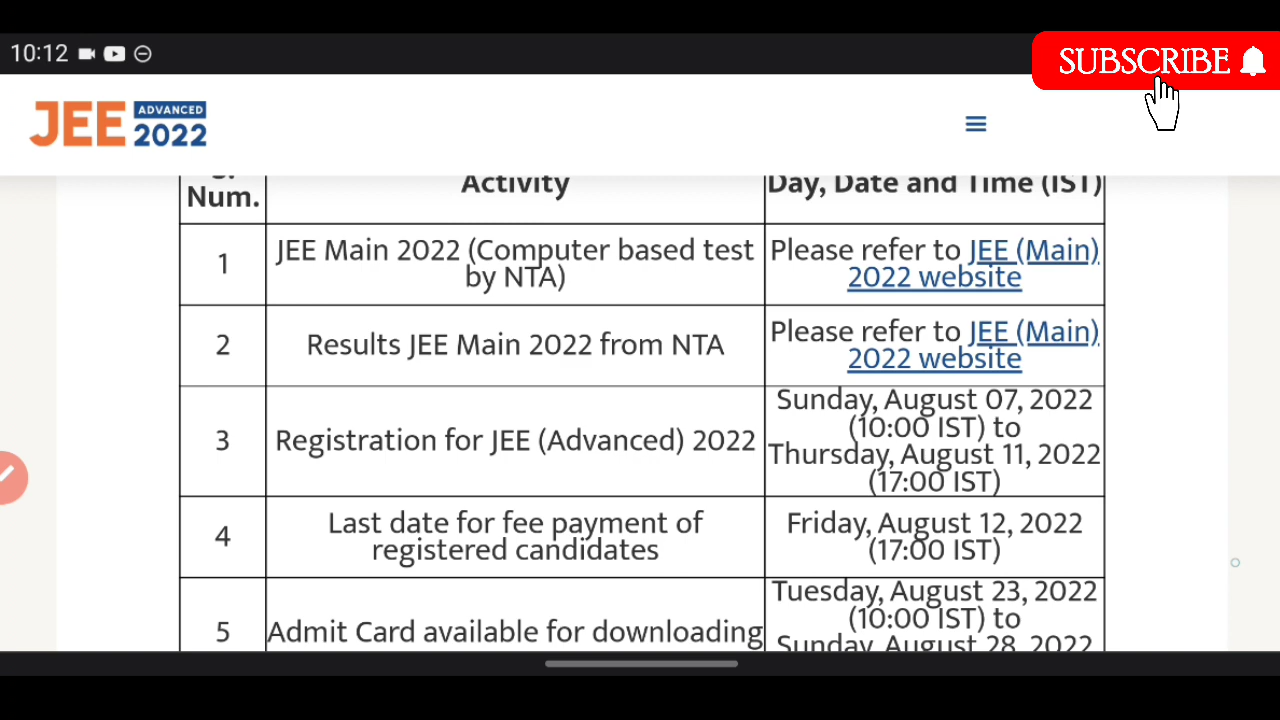 10:12
SUBSCRIBE
JEE ADVANCED 2022
Num.
Activity
Day, Date and Time (IST)
1
JEE Main 2022 (Computer based test
by NTA)
Please refer to JEE (Main)
2022 website
2
Results JEE Main 2022 from NTA
Please refer to JEE (Main)
2022 website
3
Registration for JEE (Advanced) 2022
Sunday, August 07, 2022
(10:00 IST) to
Thursday, August 11, 2022
(17:00 IST)
4
Last date for fee payment of
registered candidates
Friday, August 12, 2022
(17:00 IST)
5
Admit Card available for downloading
Tuesday, August 23, 2022
(10:00 IST) to
Sunday, August 28, 2022